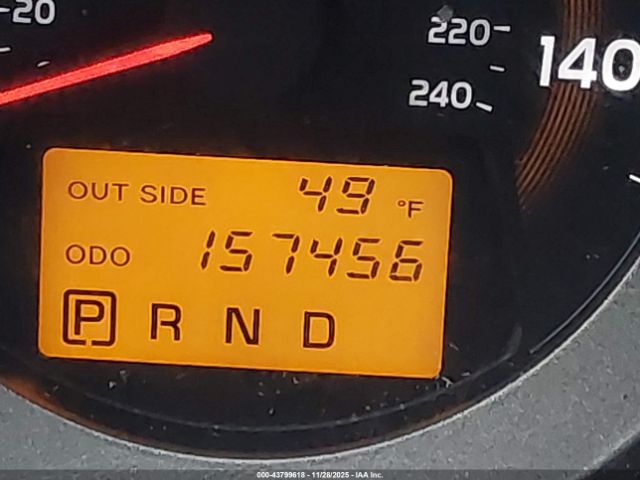 20
220
240
140
OUT SIDE 49 °F
ODO 157456
P R N D
000-43799618 - 11/28/2025 - IAA Inc.